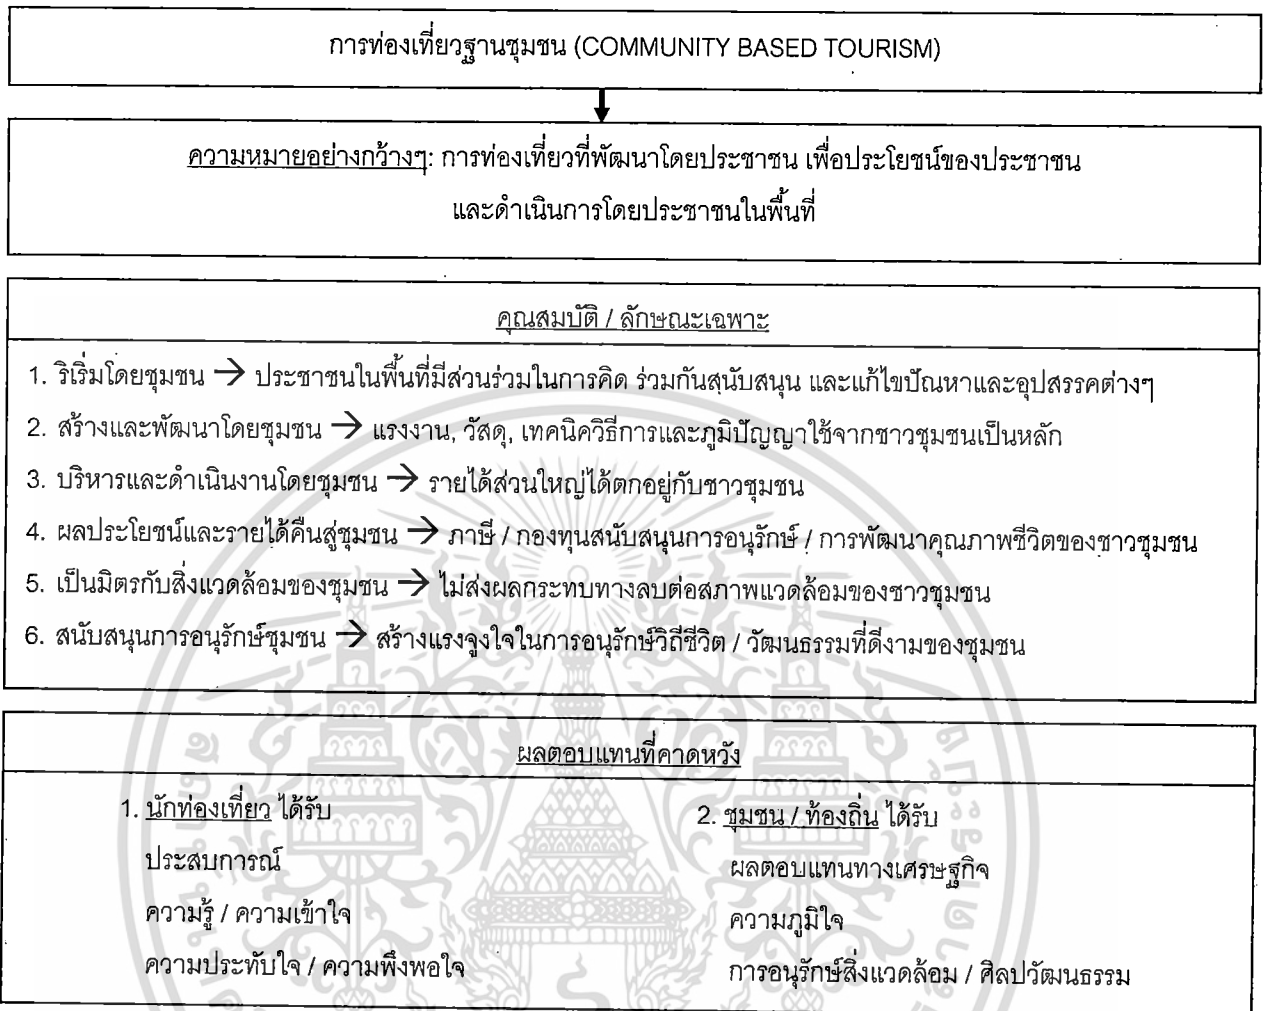 การท่องเที่ยวฐานชุมชน (COMMUNITY BASED TOURISM)
ความหมายอย่างกว้างๆ: การท่องเที่ยวที่พัฒนาโดยประชาชน เพื่อประโยชน์ของประชาชน
และดำเนินการโดยประชาชนในพื้นที่
คุณสมบัติ / ลักษณะเฉพาะ
1. ริเริ่มโดยชุมชน → ประชาชนในพื้นที่มีส่วนร่วมในการคิด ร่วมกันสนับสนุน และแก้ไขปัญหาและอุปสรรคต่างๆ
2. สร้างและพัฒนาโดยชุมชน → แรงงาน, วัสดุ, เทคนิควิธีการและภูมิปัญญาใช้จากชาวชุมชนเป็นหลัก
3. บริหารและดำเนินงานโดยชุมชน → รายได้ส่วนใหญ่ได้ตกอยู่กับชาวชุมชน
4. ผลประโยชน์และรายได้คืนสู่ชุมชน → ภาษี / กองทุนสนับสนุนการอนุรักษ์ / การพัฒนาคุณภาพชีวิตของชาวชุมชน
5. เป็นมิตรกับสิ่งแวดล้อมของชุมชน → ไม่ส่งผลกระทบทางลบต่อสภาพแวดล้อมของชาวชุมชน
6. สนับสนุนการอนุรักษ์ชุมชน → สร้างแรงจูงใจในการอนุรักษ์วิถีชีวิต / วัฒนธรรมที่ดีงามของชุมชน
ผลตอบแทนที่คาดหวัง
1. นักท่องเที่ยว ได้รับ
ประสบการณ์
ความรู้ / ความเข้าใจ
ความประทับใจ / ความพึงพอใจ
2. ชุมชน / ท้องถิ่น ได้รับ
ผลตอบแทนทางเศรษฐกิจ
ความภูมิใจ
การอนุรักษ์สิ่งแวดล้อม / ศิลปวัฒนธรรม